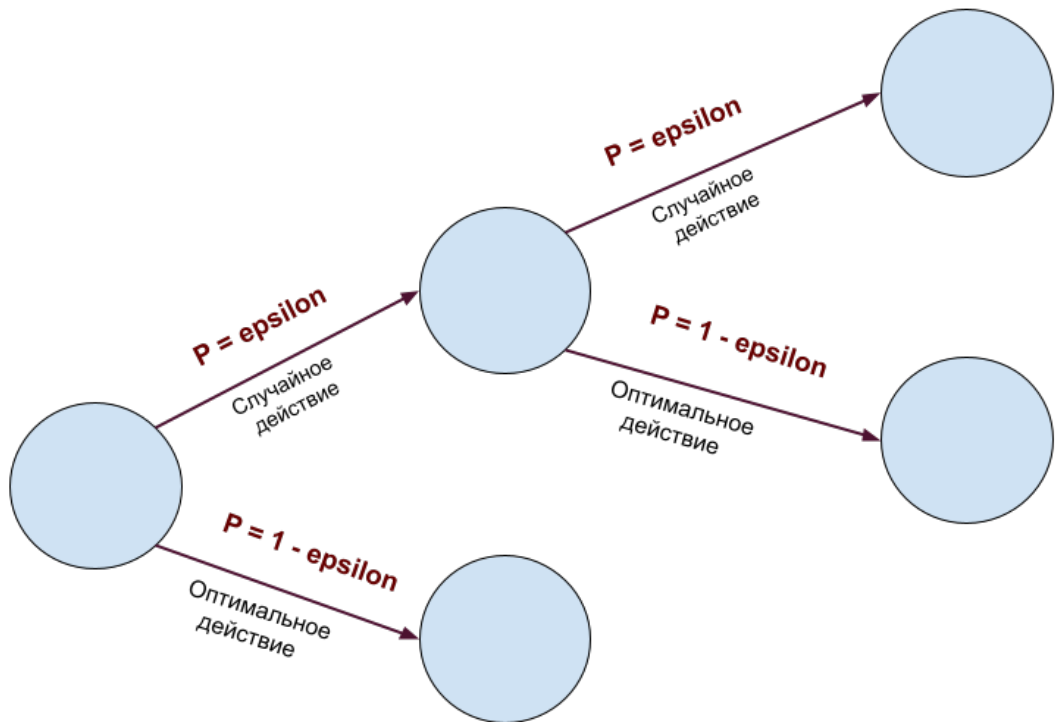 P = epsilon
Случайное
действие
P = 1 - epsilon
Оптимальное
действие
P = epsilon
Случайное
действие
P = 1 - epsilon
Оптимальное
действие